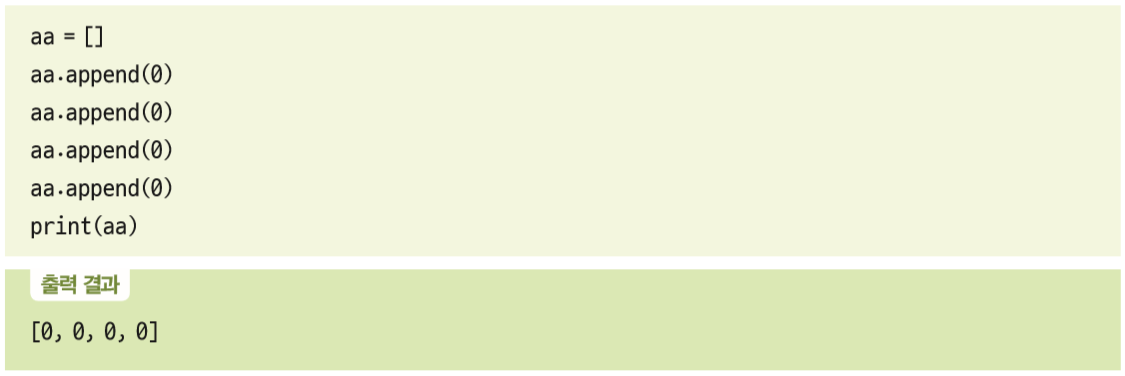 aa = []
aa.append(0)
aa.append(0)
aa.append(0)
aa.append(0)
print(aa)
출력 결과
[0, 0, 0, 0]